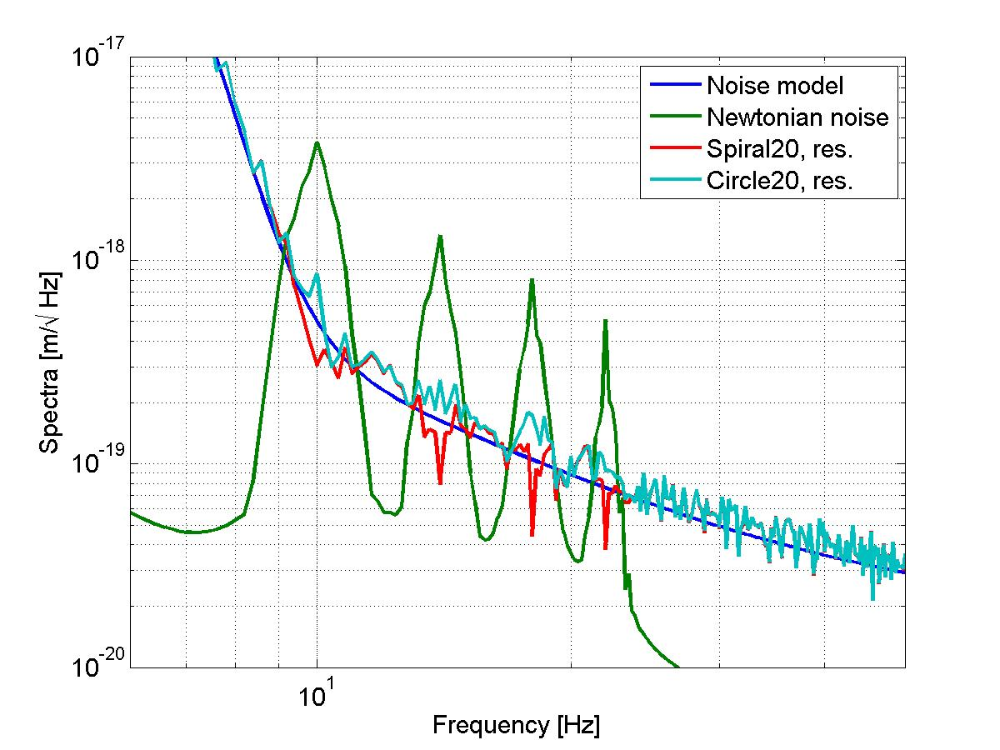 10^-17
10^-18
10^-19
10^-20
Spectra [m/√ Hz]
Noise model
Newtonian noise
Spiral20, res.
Circle20, res.
10^1
Frequency [Hz]